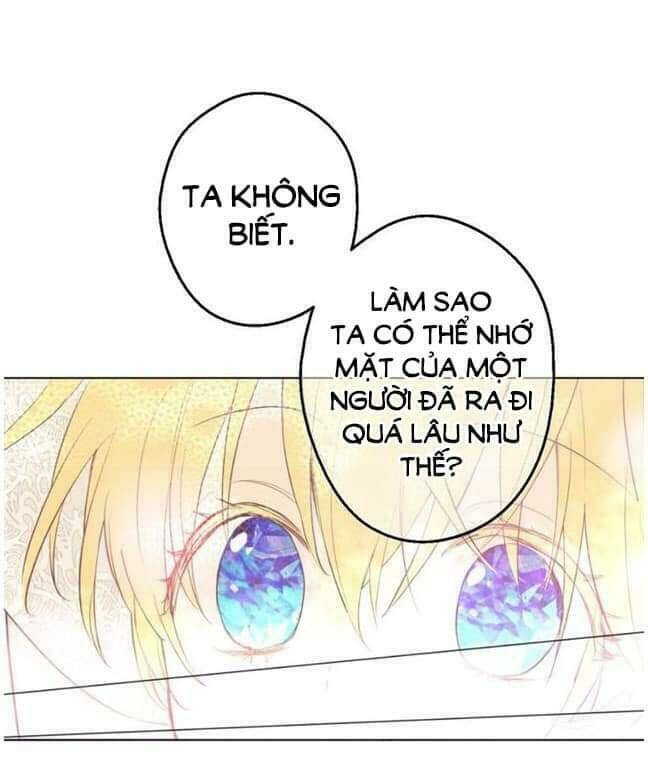 TA KHÔNG
BIẾT.
LÀM SAO
TA CÓ THỂ NHỚ
MẶT CỦA MỘT
NGƯỜI ĐÃ RA ĐI
QUÁ LÂU NHƯ
THẾ?